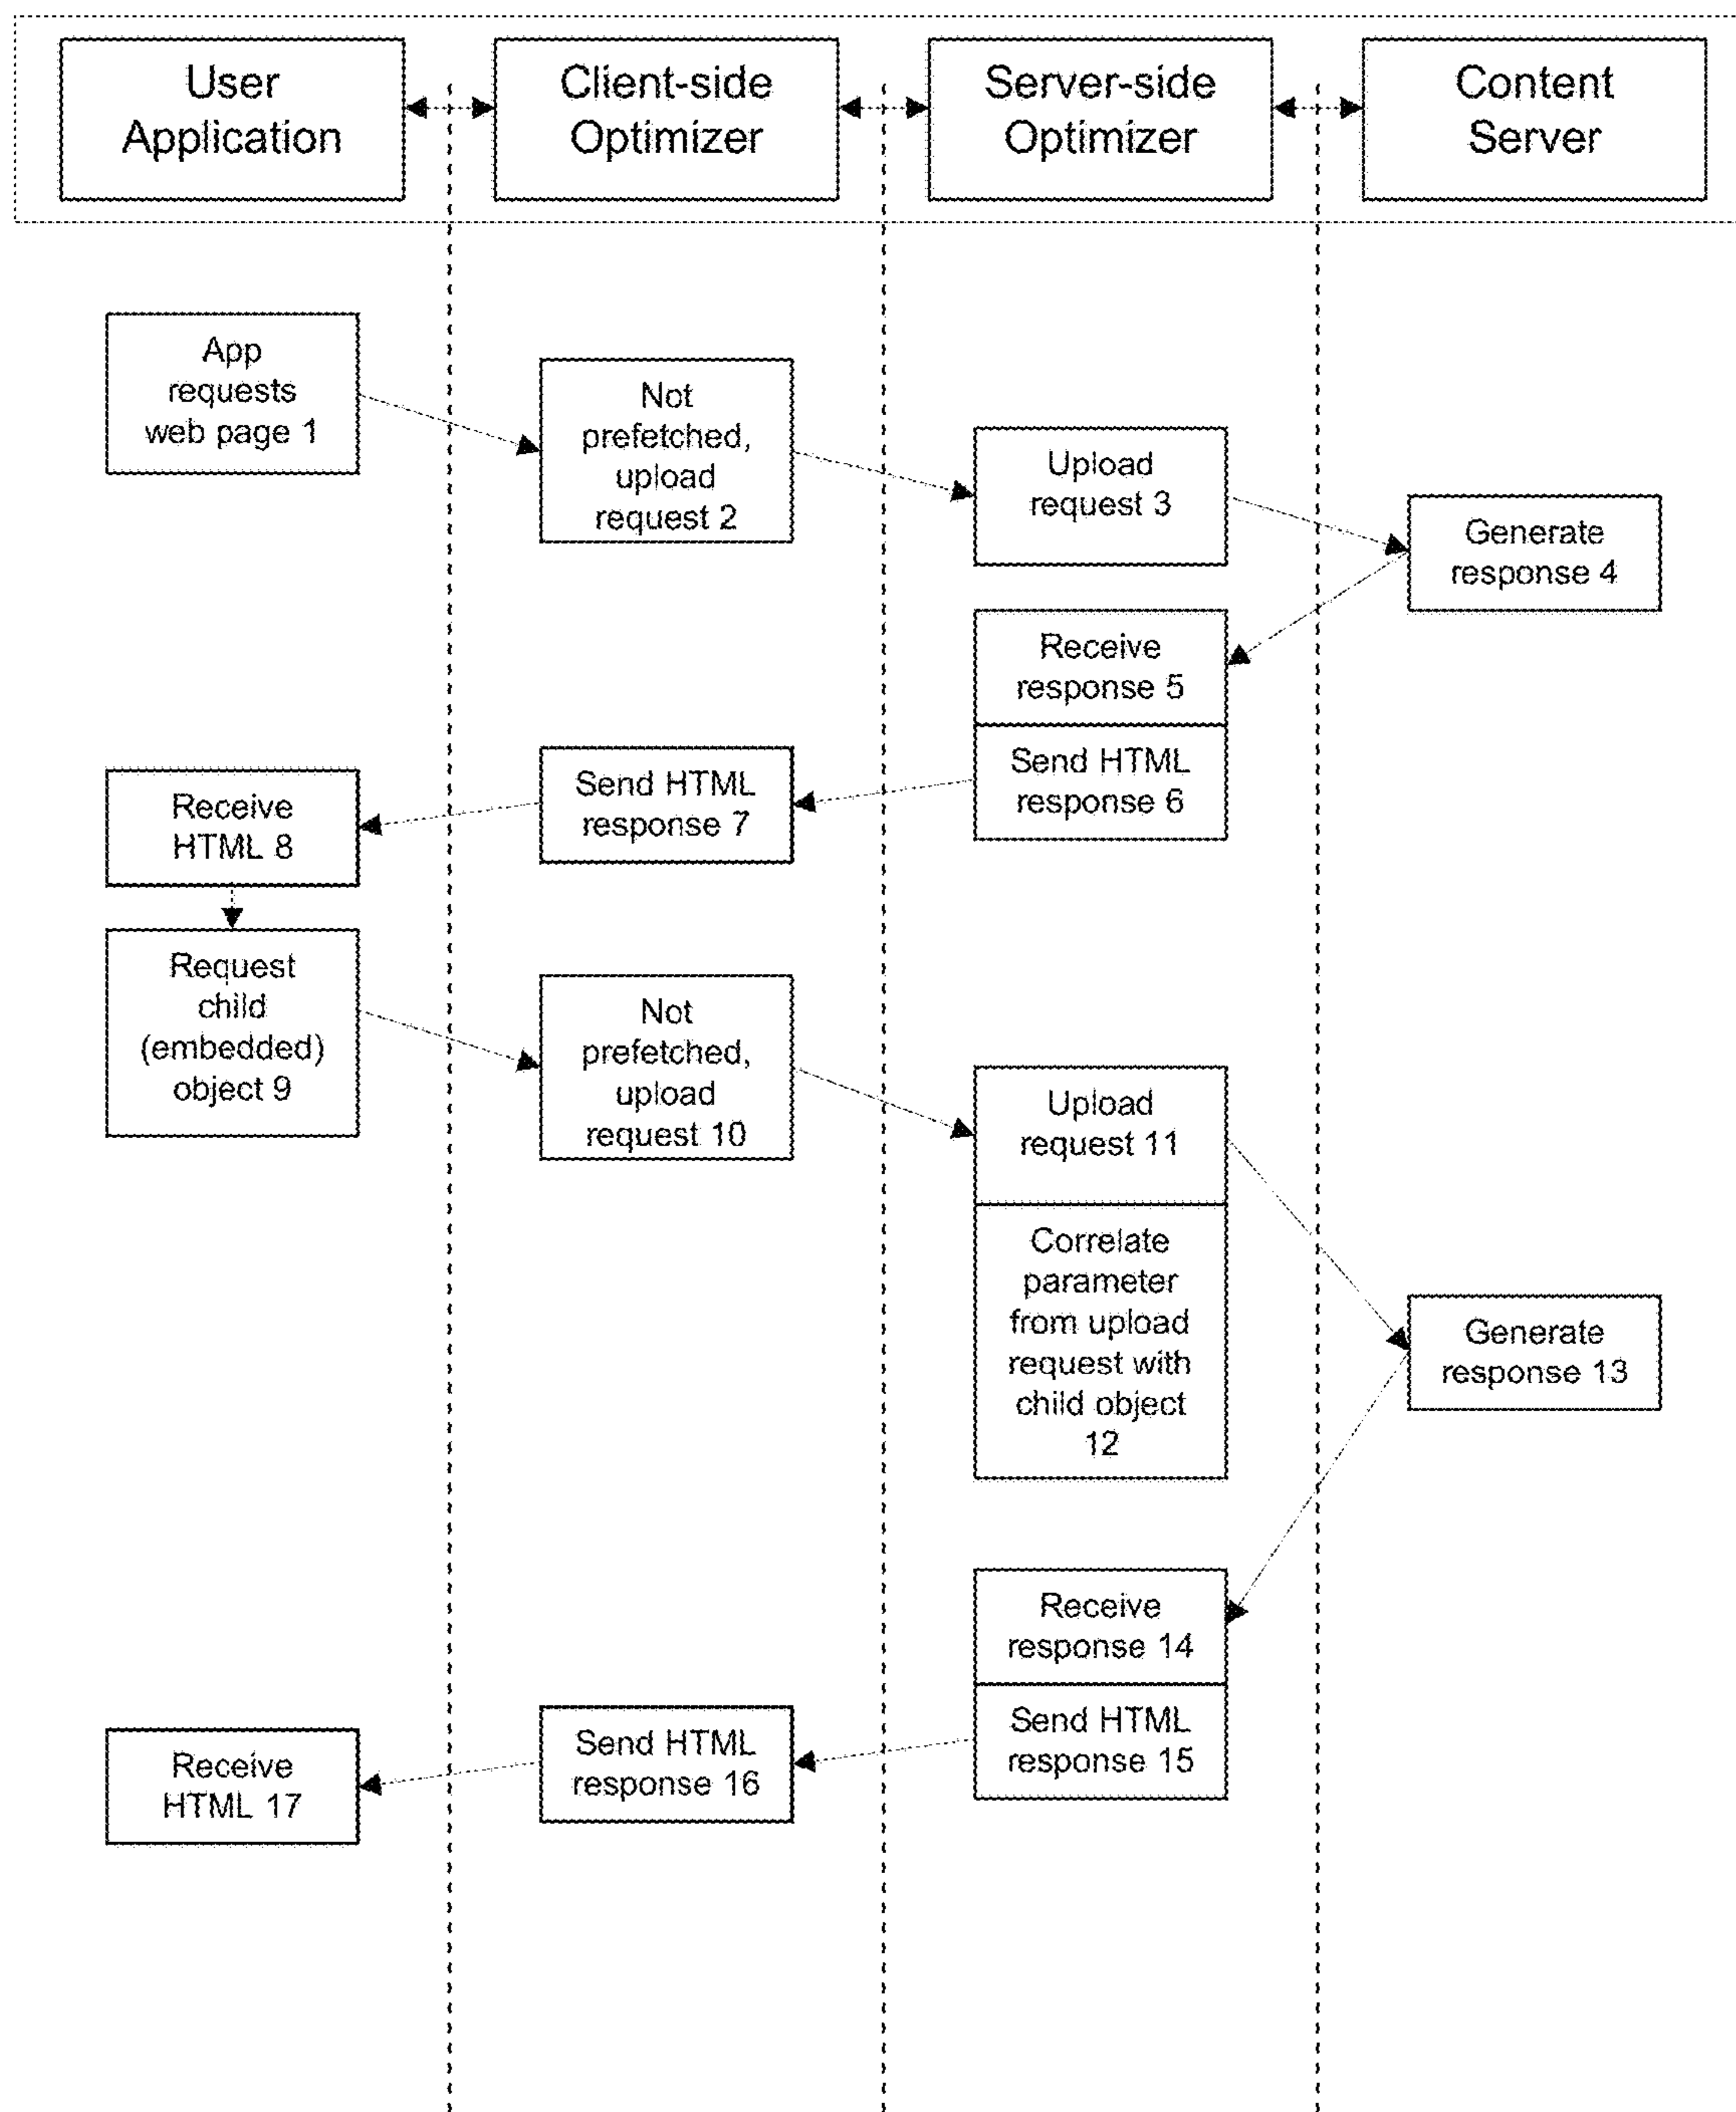 User
Application
Client-side
Optimizer
Server-side
Optimizer
Content
Server
App
requests
web page 1
Not
prefetched,
upload
request 2
Upload
request 3
Generate
response 4
Receive
response 5
Send HTML
response 6
Send HTML
response 7
Receive
HTML 8
Request
child
(embedded)
object 9
Not
prefetched,
upload
request 10
Upload
request 11
Correlate
parameter
from upload
request with
child object
12
Generate
response 13
Receive
response 14
Send HTML
response 15
Send HTML
response 16
Receive
HTML 17